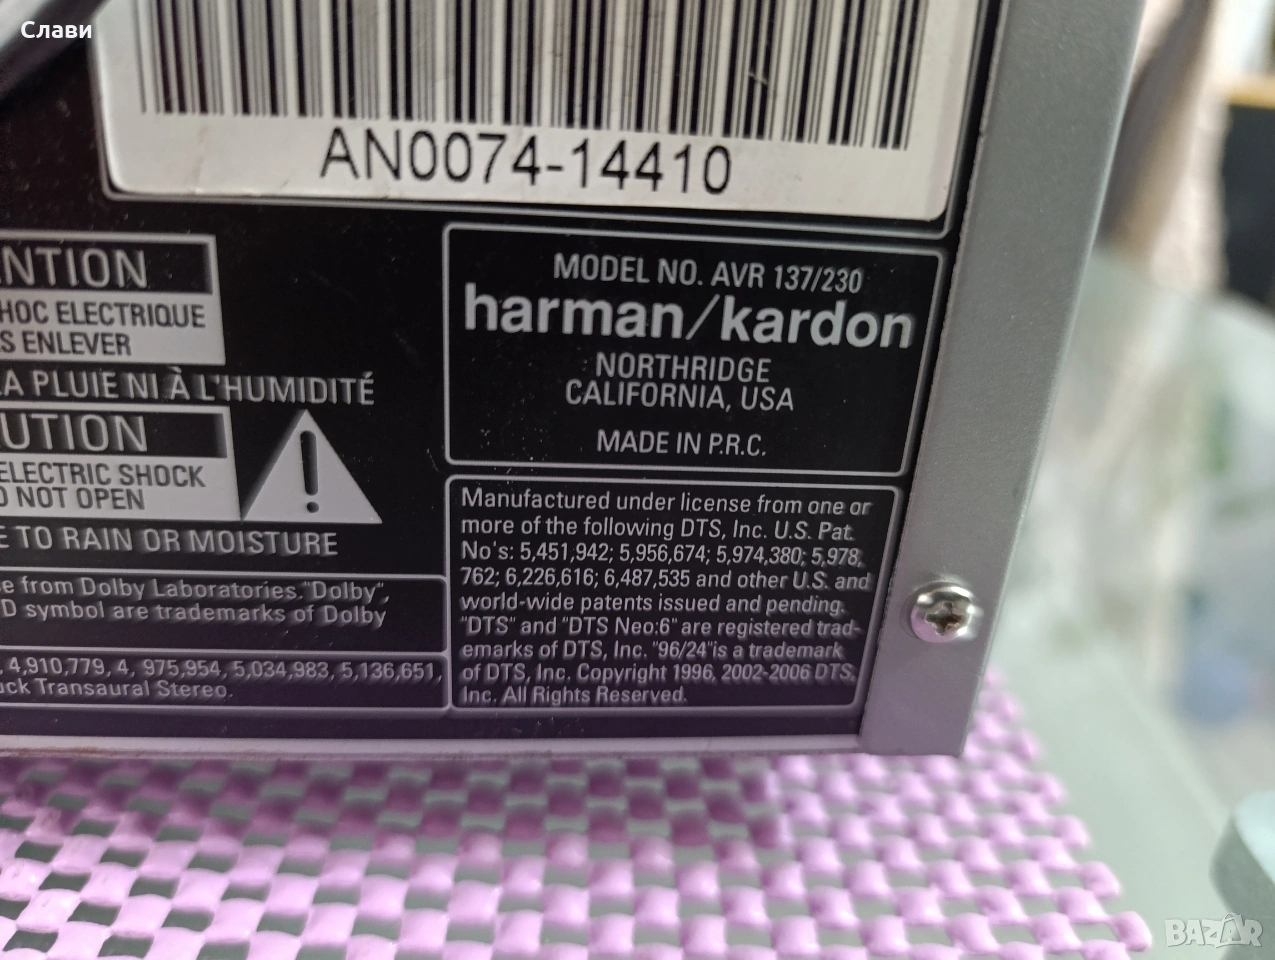 Слави
AN0074-14410
NTION
HOC ELECTRIQUE
S ENLEVER
LA PLUIE NI À L'HUMIDITÉ
UTION
ELECTRIC SHOCK
NOT OPEN
E TO RAIN OR MOISTURE
se from Dolby Laboratories. "Dolby",
D symbol are trademarks of Dolby
4,910,779, 4, 975,954, 5,034,983, 5,136,651,
uck Transaural Stereo.
MODEL NO. AVR 137/230
harman/kardon
NORTHRIDGE
CALIFORNIA, USA
MADE IN P.R.C.
Manufactured under license from one or
more of the following DTS, Inc. U.S. Pat.
No's: 5,451,942; 5,956,674; 5,974,380; 5,978,
762; 6,226,616; 6,487,535 and other U.S. and
world-wide patents issued and pending.
"DTS" and "DTS Neo:6" are registered trad-
emarks of DTS, Inc. "96/24"is a trademark
of DTS, Inc. Copyright 1996, 2002-2006 DTS,
Inc. All Rights Reserved.
BAZAR